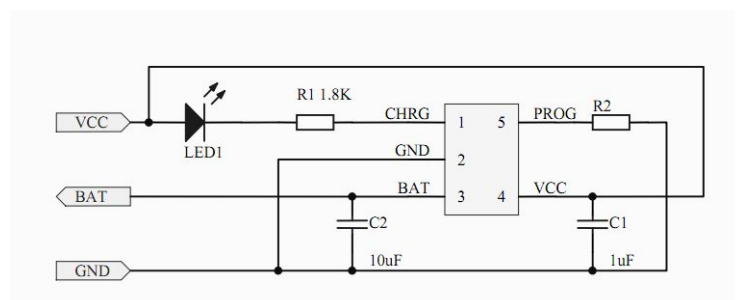 R1 1.8K
CHRG
PROG
R2
VCC
1
5
LED1
GND
2
BAT
BAT
3
4
VCC
C2
C1
GND
10uF
1uF